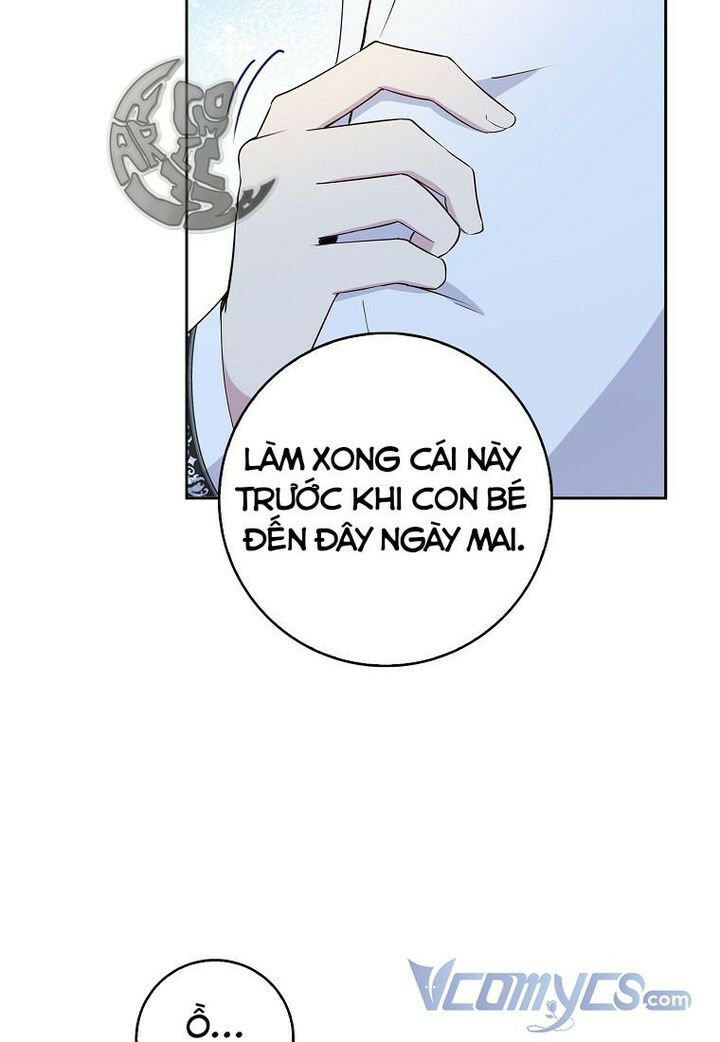 LÀM XONG CÁI NÀY
TRƯỚC KHI CON BÉ
ĐẾN ĐÂY NGÀY MAI.
Ồ...
VCOMYCS.com